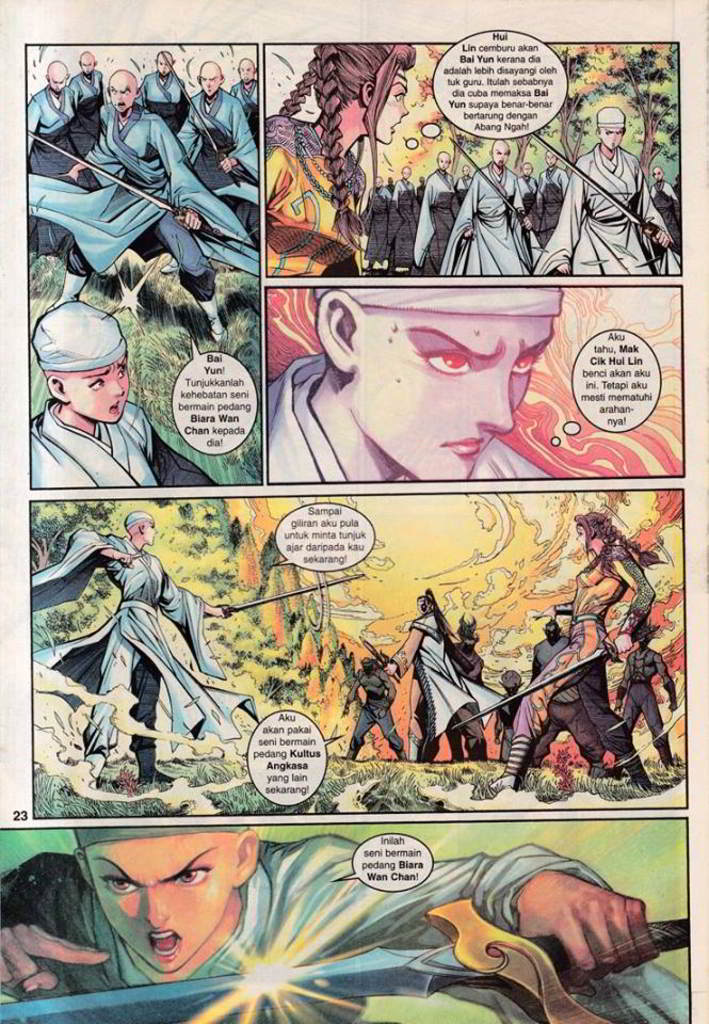 Hui
Lin cemburu akan
Bai Yun kerana dia
adalah lebih disayangi oleh
tuk guru. Itulah sebabnya
dia cuba memaksa Bai
Yun supaya benar-benar
bertarung dengan
Abang Ngah!
Bai
Yun!
Tunjukkanlah
kehebatan seni
bermain pedang
Biara Wan
Chan kepada
dia!
Aku
tahu, Mak
Cik Hui Lin
benci akan aku
ini. Tetapi aku
mesti mematuhi
arahan-
nya!
Sampai
giliran aku pula
untuk minta tunjuk
ajar daripada kau
sekarang!
Aku
akan pakai
seni bermain
pedang Kultus
Angkasa
yang lain
sekarang!
23
Inilah
seni bermain
pedang Biara
Wan Chan!